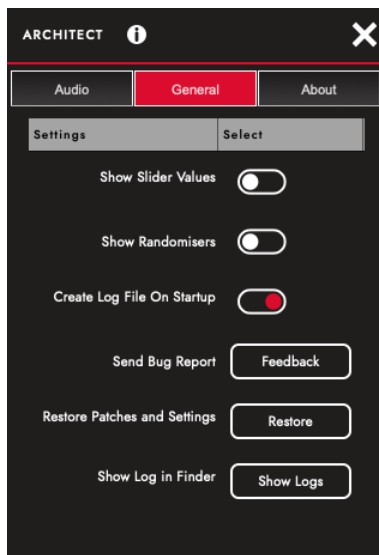 ARCHITECT i
Audio General About
Settings Select
Show Slider Values
Show Randomisers
Create Log File On Startup
Send Bug Report Feedback
Restore Patches and Settings Restore
Show Log in Finder Show Logs